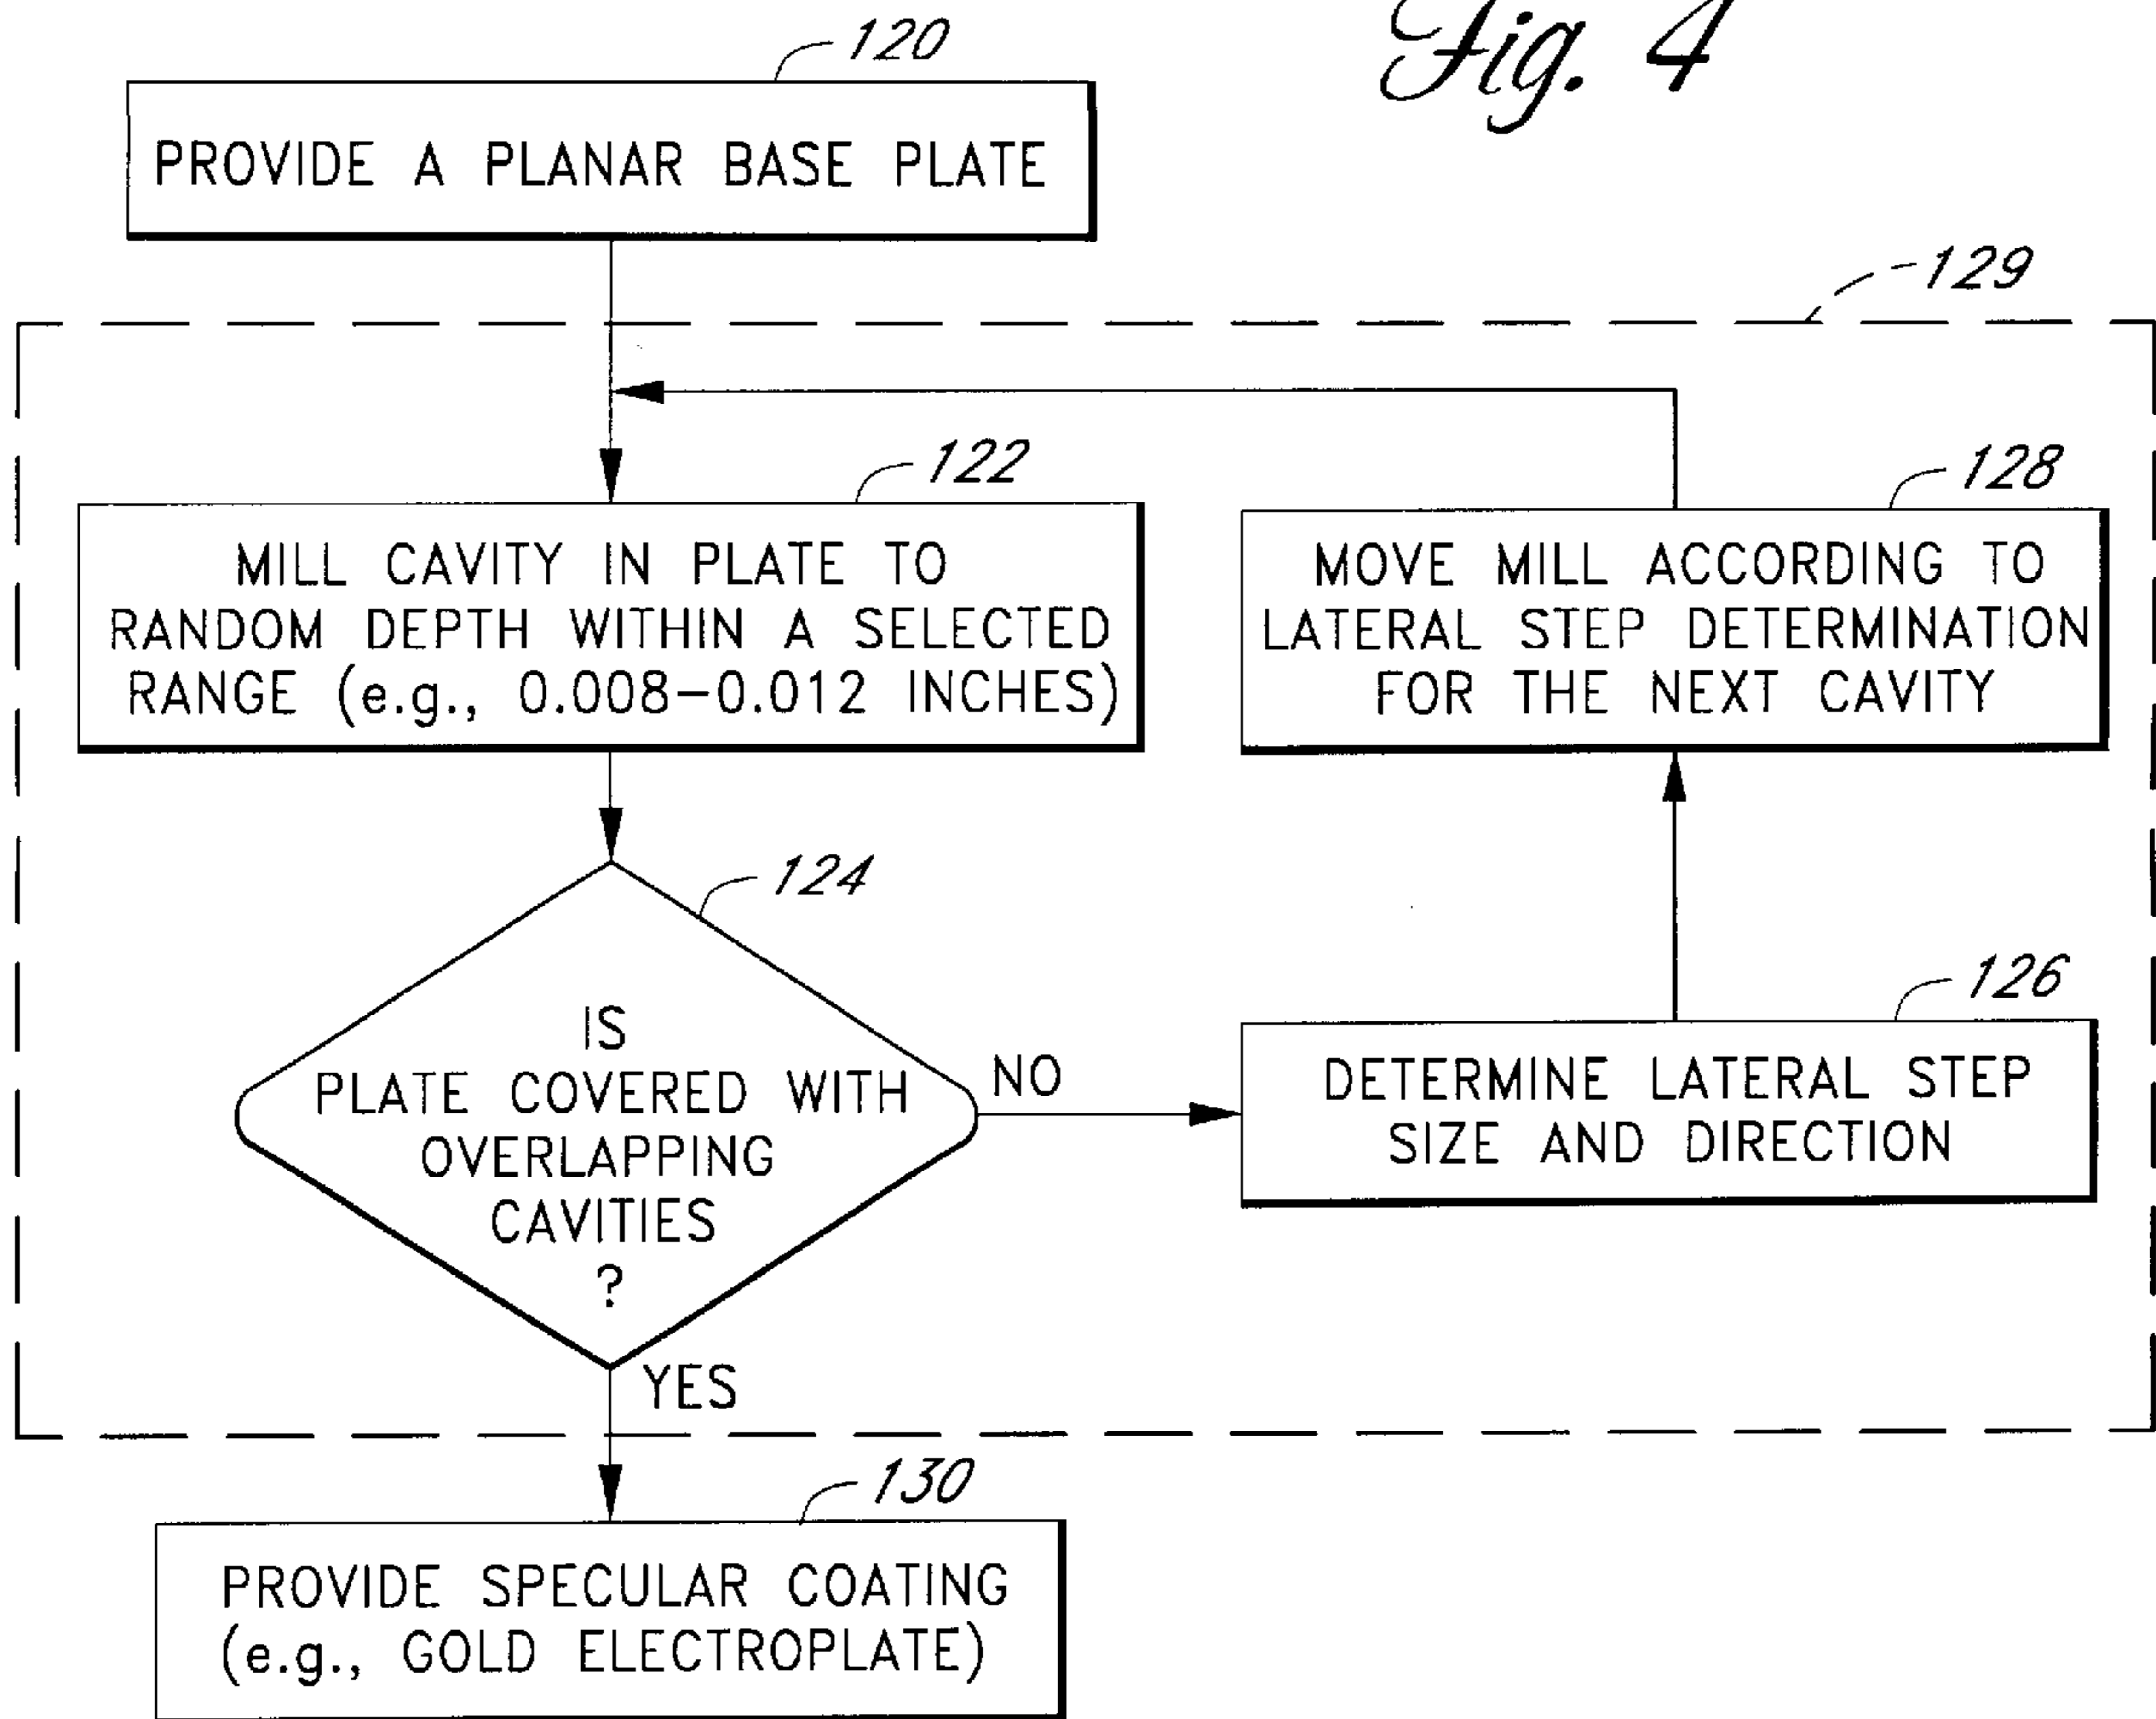 Fig. 4
120
PROVIDE A PLANAR BASE PLATE
129
122
MILL CAVITY IN PLATE TO
RANDOM DEPTH WITHIN A SELECTED
RANGE (e.g., 0.008-0.012 INCHES)
128
MOVE MILL ACCORDING TO
LATERAL STEP DETERMINATION
FOR THE NEXT CAVITY
124
IS
PLATE COVERED WITH
OVERLAPPING
CAVITIES
?
NO
126
DETERMINE LATERAL STEP
SIZE AND DIRECTION
YES
130
PROVIDE SPECULAR COATING
(e.g., GOLD ELECTROPLATE)